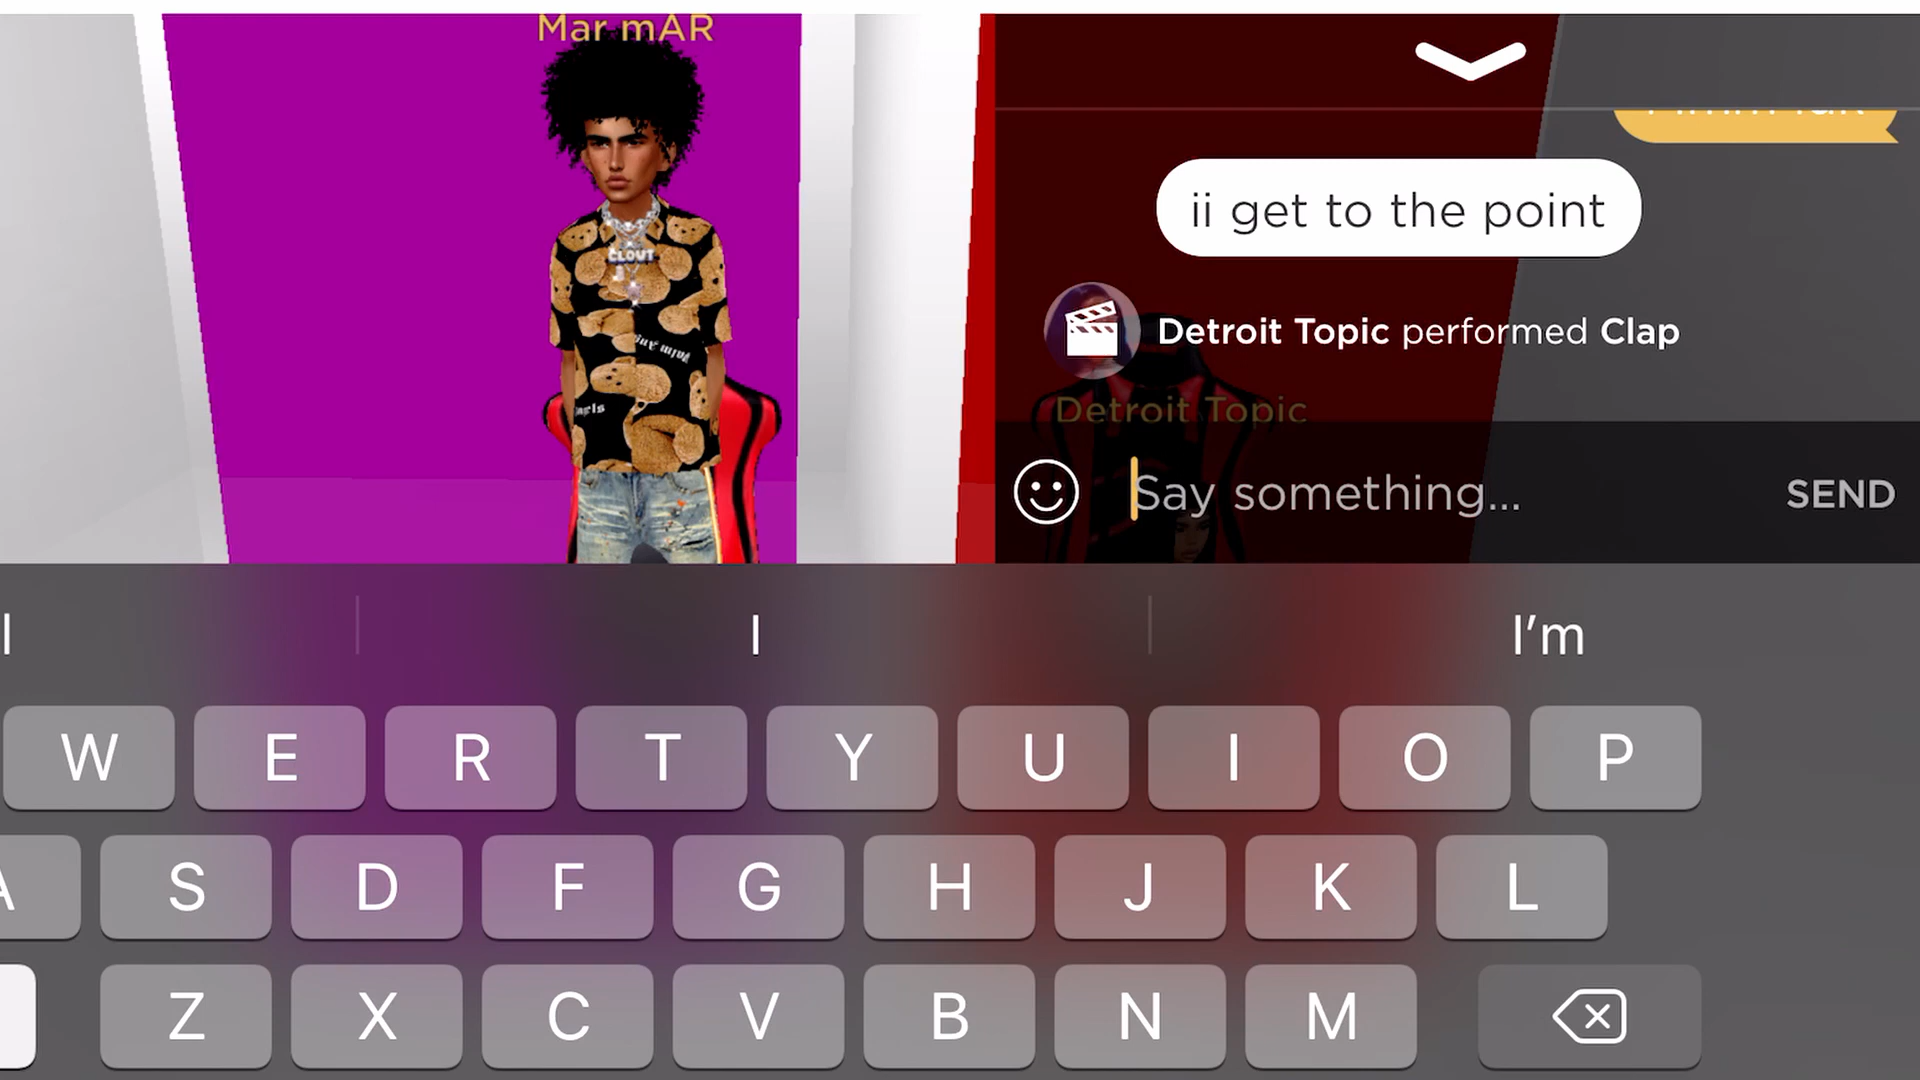 Mar mAR
ii get to the point
Detroit Topic performed Clap
Detroit Topic
CLOUT
Say something...
SEND
I
I
I'm
W E R T Y U I O P
A S D F G H J K L
Z X C V B N M